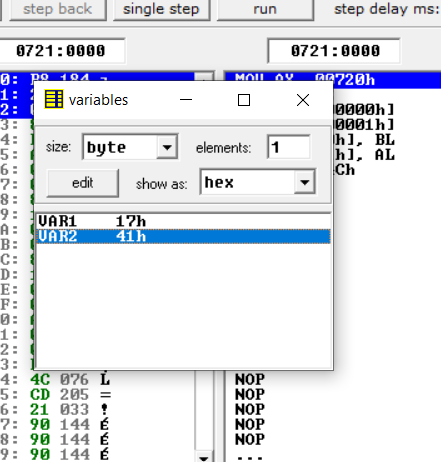 step back single step run step delay ms:
0721:0000 0721:0000
0: B8 184 MOV AX, 00720h
1:
2: 00000h]
3: 0001h]
4: h], BL
5: h], AL
6: Ch
variables
size: byte elements: 1
edit show as: hex
VAR1 17h
VAR2 41h
7:
8:
9:
A:
B:
C:
D:
E:
F:
0:
1:
2:
3:
4: 4C 076 L NOP
5: CD 205 = NOP
6: 21 033 ! NOP
7: 90 144 É NOP
8: 90 144 É NOP
9: 90 144 É ...